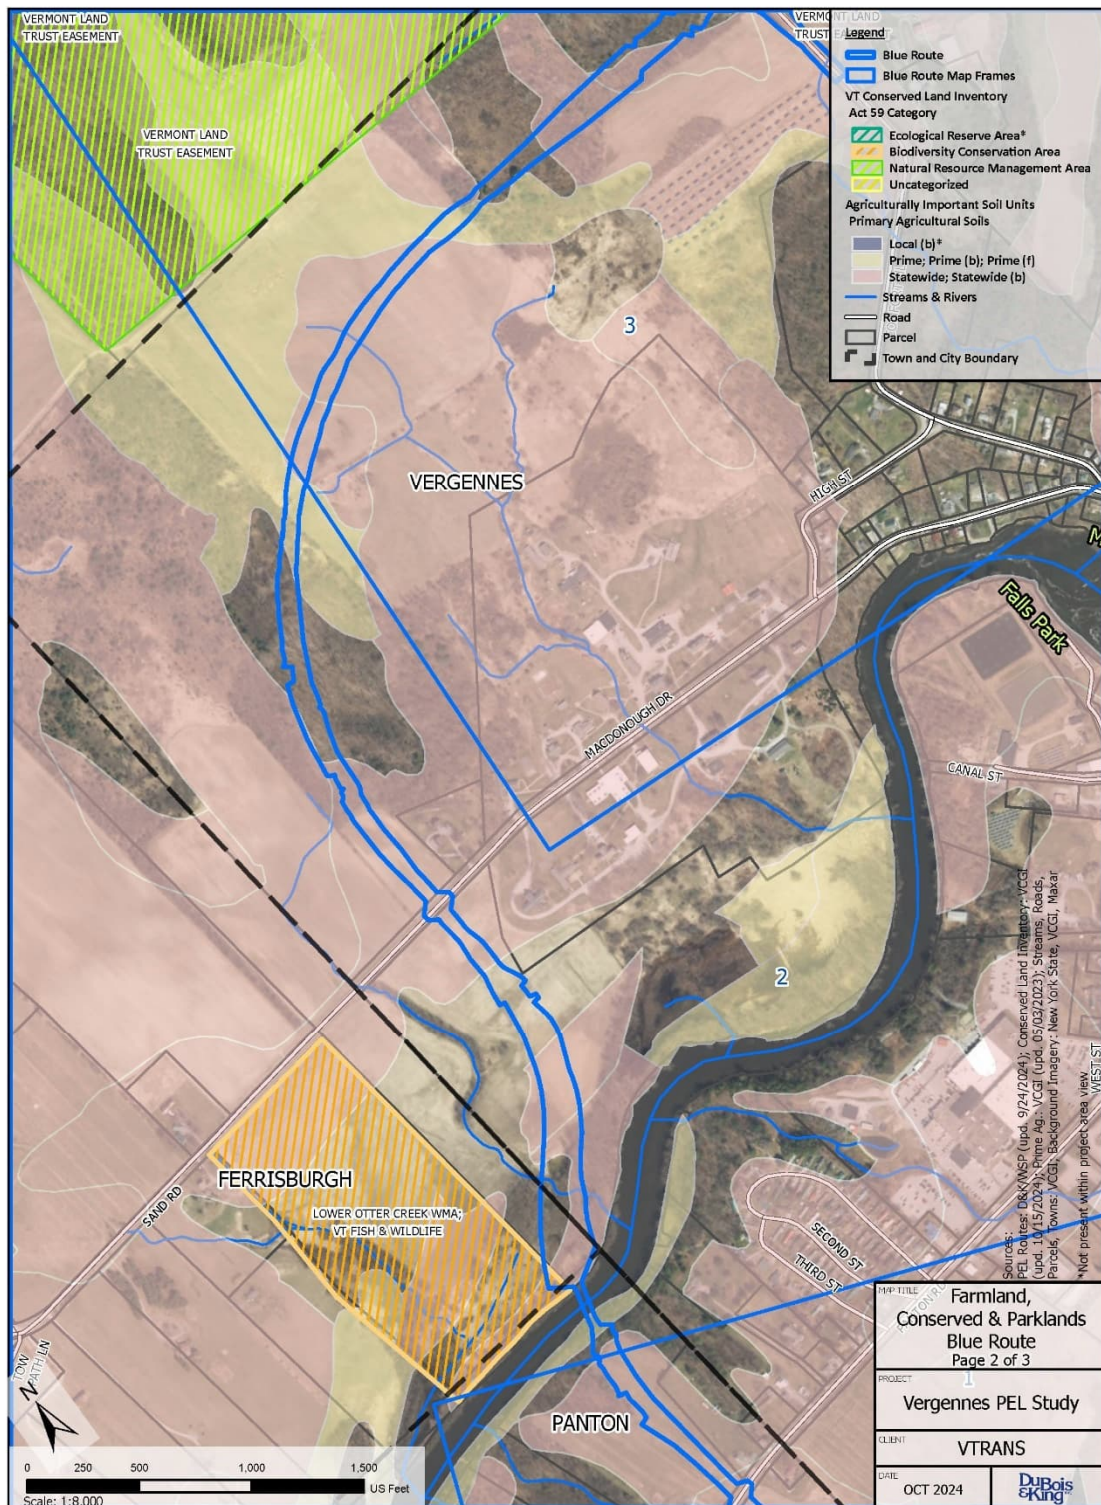 VERMONT LAND
TRUST EASEMENT
VERMONT LAND
TRUST EASEMENT
VERMONT LAND
TRUST EASEMENT
Legend
Blue Route
Blue Route Map Frames
VT Conserved Land Inventory
Act 59 Category
Ecological Reserve Area*
Biodiversity Conservation Area
Natural Resource Management Area
Uncategorized
Agriculturally Important Soil Units
Primary Agricultural Soils
Local (b)*
Prime; Prime (b); Prime (f)
Statewide; Statewide (b)
Streams & Rivers
Road
Parcel
Town and City Boundary
3
VERGENNES
HIGH ST
Falls Park
MACDONOUGH DR
CANAL ST
2
WEST ST
FERRISBURGH
LOWER OTTER CREEK WMA;
VT FISH & WILDLIFE
SAND RD
SECOND ST
THIRD ST
PANTON RD
TOW
PATH LN
PANTON
N
0 250 500 1,000 1,500
US Feet
Scale: 1:8,000
Sources:
PEL Routes: D&K/WSP (upd. 9/24/2024); Conserved Land Inventory: VCGI
(upd. 10/15/2024); Prime Ag.: VCGI (upd. 05/03/2023); Streams, Roads,
Parcels, Towns: VCGI; Background Imagery: New York State, VCGI, Maxar
*Not present within project area view
MAP TITLE
Farmland,
Conserved & Parklands
Blue Route
Page 2 of 3
1
PROJECT
Vergennes PEL Study
CLIENT
VTRANS
DATE
OCT 2024
DuBois
&King